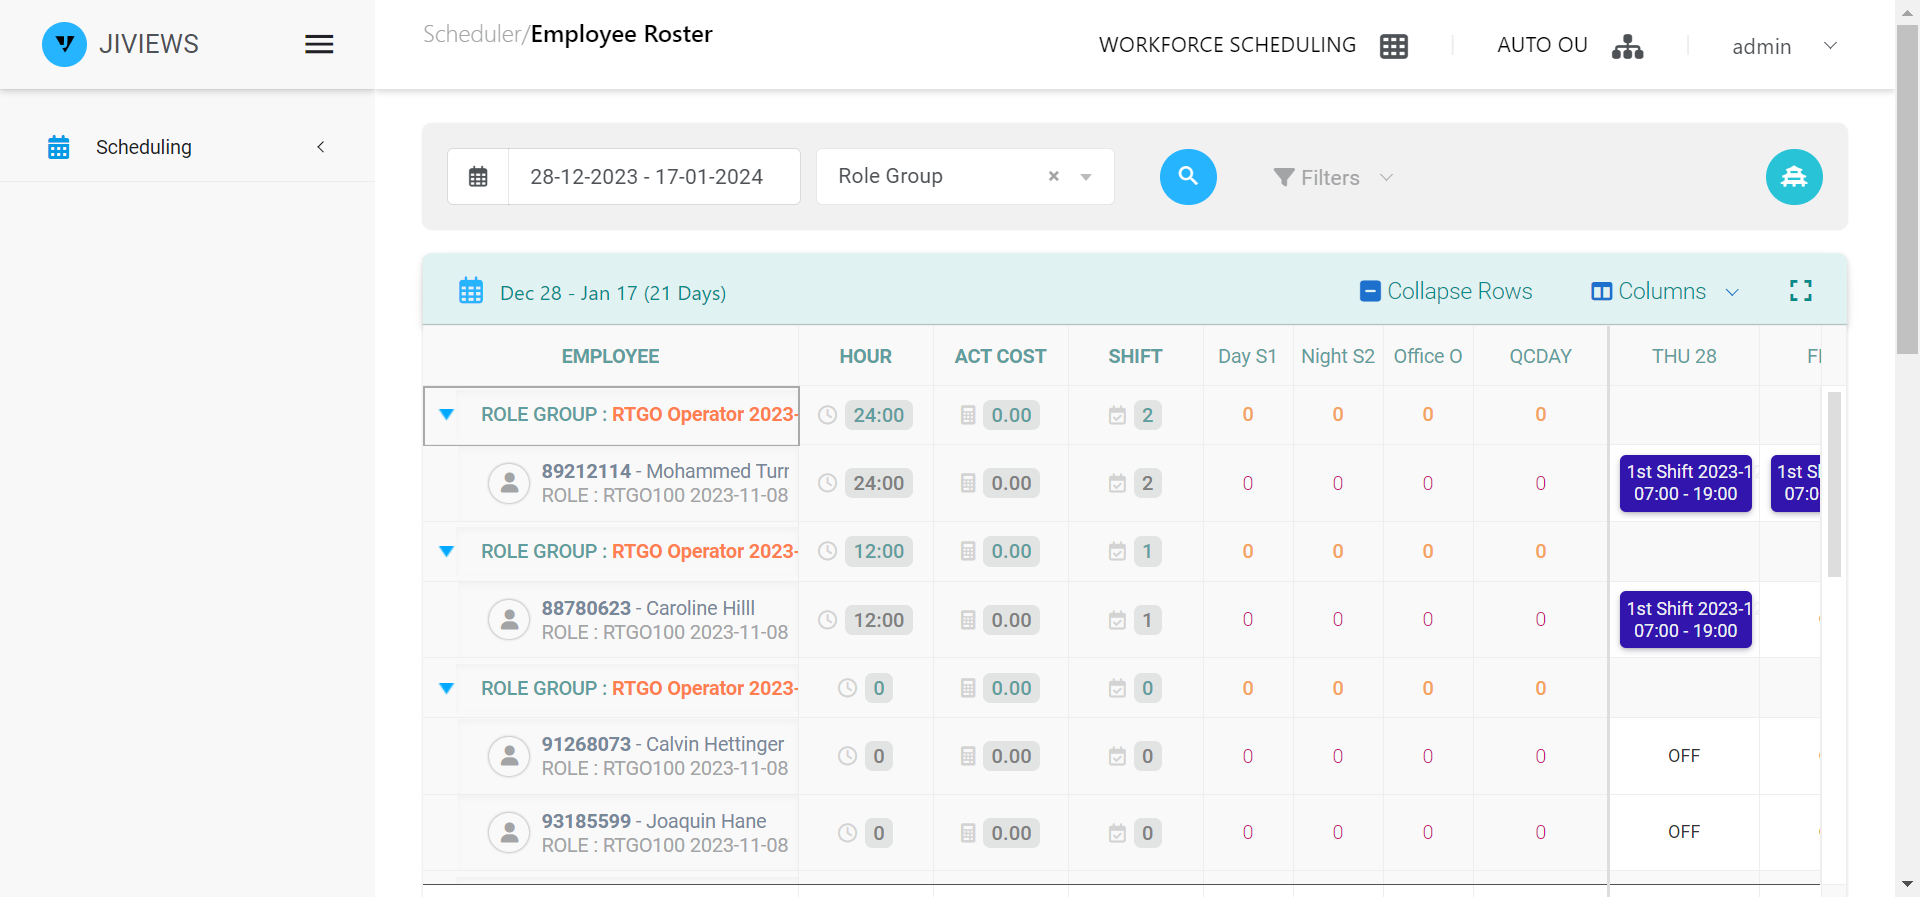 JIVIEWS
Scheduler/Employee Roster
WORKFORCE SCHEDULING
AUTO OU
admin
Scheduling
28-12-2023 - 17-01-2024
Role Group
×
Filters
Dec 28 - Jan 17 (21 Days)
Collapse Rows
Columns
EMPLOYEE HOUR ACT COST SHIFT Day S1 Night S2 Office O QCDAY THU 28
ROLE GROUP : RTGO Operator 2023- 24:00 0.00 2 0 0 0 0
89212114 - Mohammed Turr
ROLE : RTGO100 2023-11-08
24:00 0.00 2 0 0 0 0
1st Shift 2023-1
07:00 - 19:00
1st S
07:0
ROLE GROUP : RTGO Operator 2023- 12:00 0.00 1 0 0 0 0
88780623 - Caroline Hilll
ROLE : RTGO100 2023-11-08
12:00 0.00 1 0 0 0 0
1st Shift 2023-1
07:00 - 19:00
ROLE GROUP : RTGO Operator 2023- 0 0.00 0 0 0 0 0
91268073 - Calvin Hettinger
ROLE : RTGO100 2023-11-08
0 0.00 0 0 0 0 0 OFF
93185599 - Joaquin Hane
ROLE : RTGO100 2023-11-08
0 0.00 0 0 0 0 0 OFF